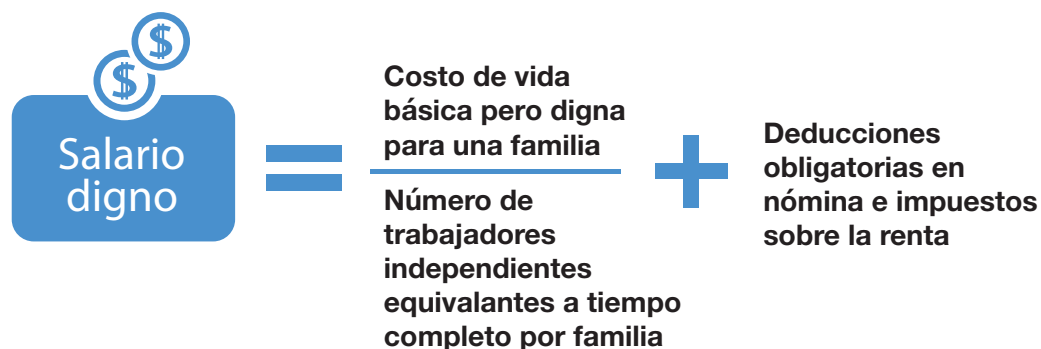 $
$
Salario
digno
=
Costo de vida
básica pero digna
para una familia
Número de
trabajadores
independientes
equivalantes a tiempo
completo por familia
+
Deducciones
obligatorias en
nómina e impuestos
sobre la renta